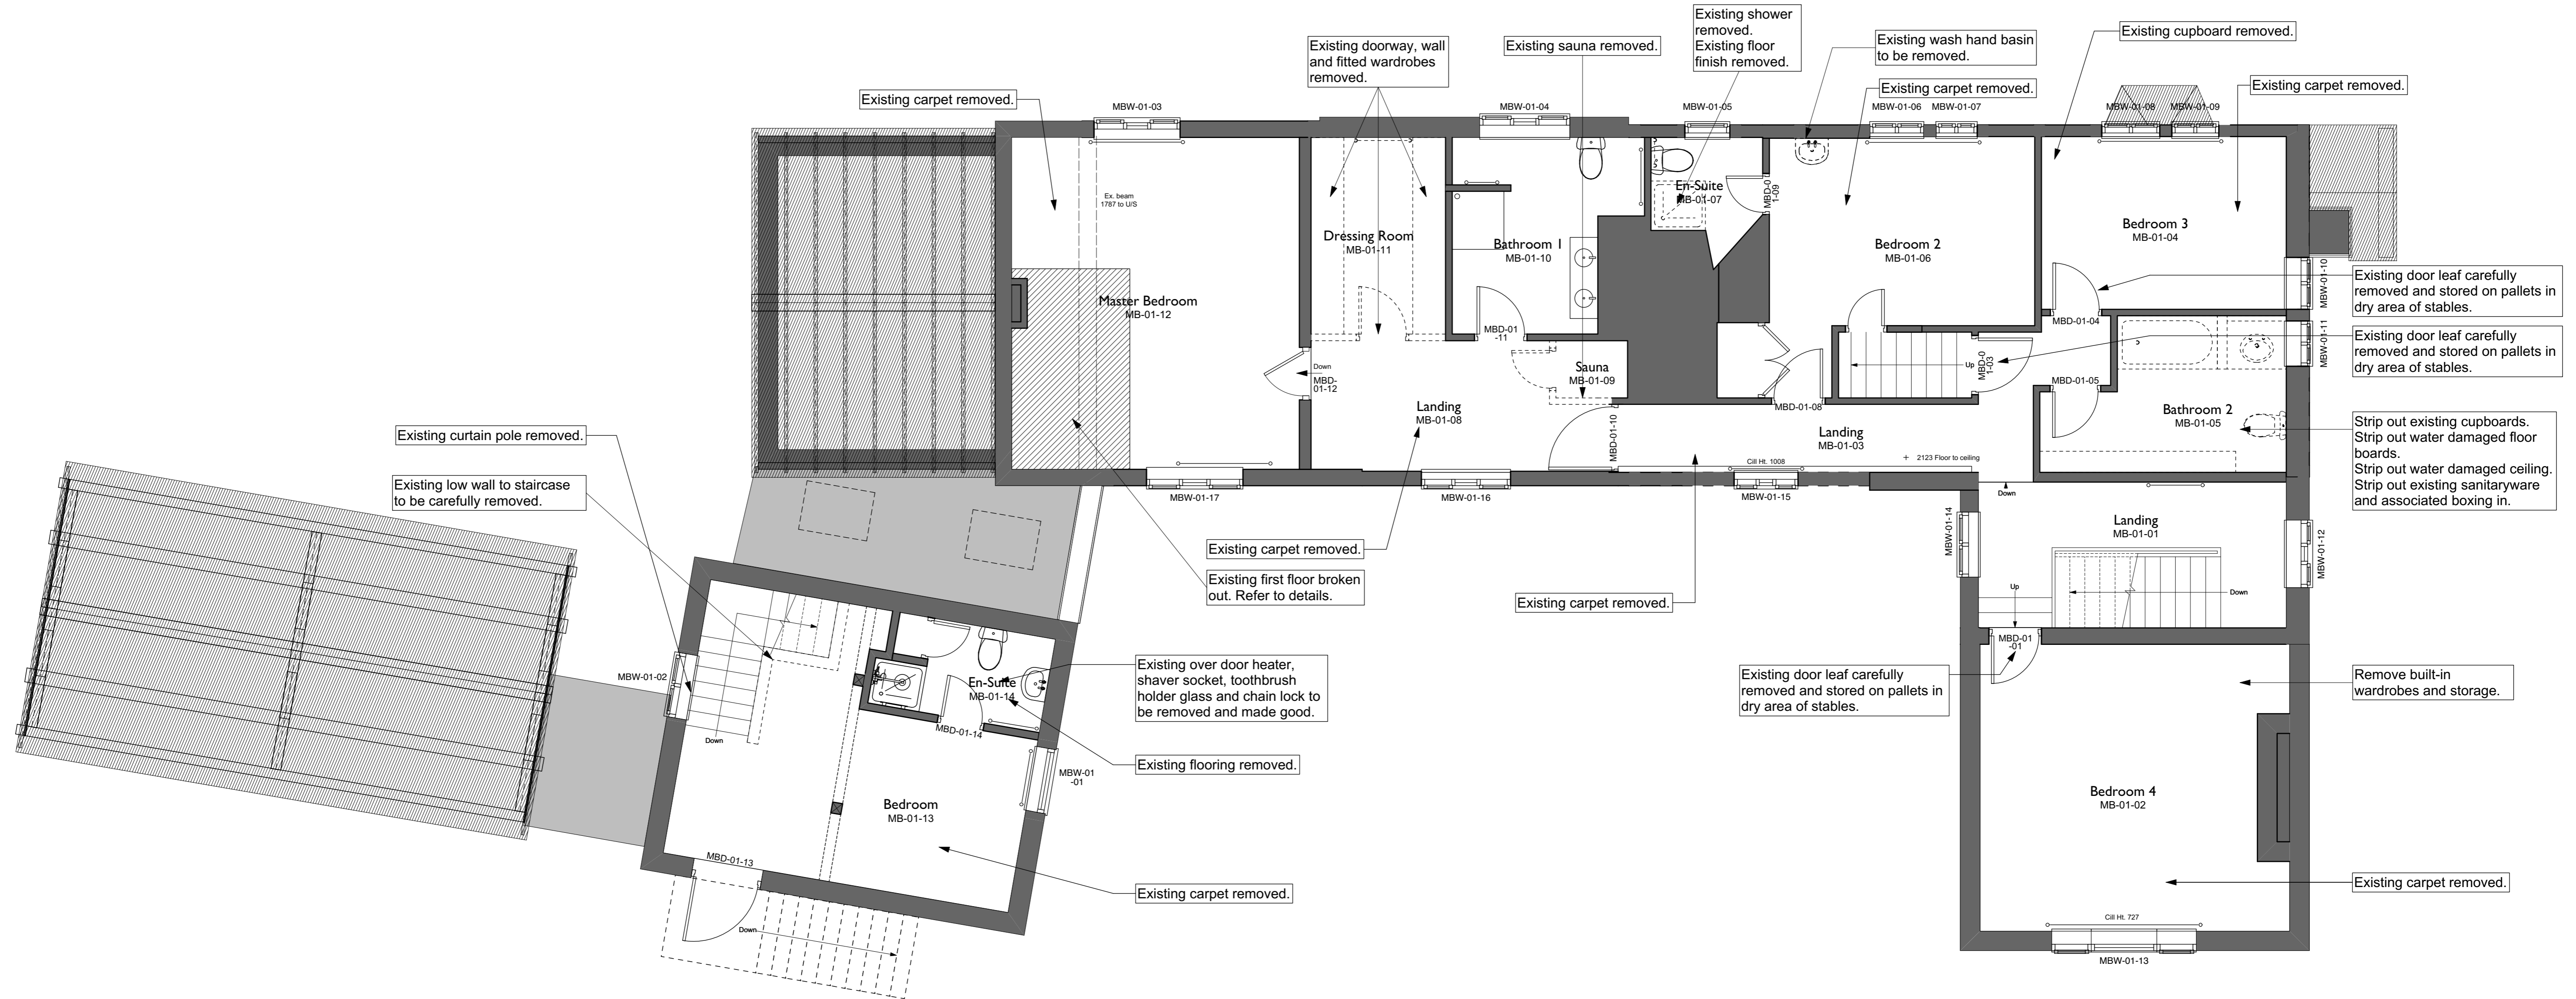 Existing shower
removed.
Existing floor
finish removed.
Existing doorway, wall
and fitted wardrobes
removed.
Existing sauna removed.
Existing wash hand basin
to be removed.
Existing cupboard removed.
Existing carpet removed.
Existing carpet removed.
Existing carpet removed.
MBW-01-03
MBW-01-04
MBW-01-05
MBW-01-06
MBW-01-07
MBW-01-08
MBW-01-09
Ex. beam
1787 to U/S
Master Bedroom
MB-01-12
Dressing Room
MB-01-11
Bathroom 1
MB-01-10
En-Suite
MB-01-07
MBD-0
1-09
Bedroom 2
MB-01-06
Bedroom 3
MB-01-04
MBW-01-10
Existing door leaf carefully
removed and stored on pallets in
dry area of stables.
MBD-01-04
MBW-01-11
Existing door leaf carefully
removed and stored on pallets in
dry area of stables.
MBD-01
-11
Down
MBD-
01-12
Sauna
MB-01-09
Up
MBD-0
1-03
MBD-01-05
MBD-01-08
Landing
MB-01-08
MBD-01-10
Landing
MB-01-03
Bathroom 2
MB-01-05
Strip out existing cupboards.
Strip out water damaged floor
boards.
Strip out water damaged ceiling.
Strip out existing sanitaryware
and associated boxing in.
Cill Ht. 1008
2123 Floor to ceiling
MBW-01-17
MBW-01-16
MBW-01-15
Down
Existing curtain pole removed.
Existing low wall to staircase
to be carefully removed.
MBW-01-14
Landing
MB-01-01
MBW-01-12
Existing carpet removed.
Existing first floor broken
out. Refer to details.
Existing carpet removed.
Up
Down
MBD-01
-01
MBW-01-02
Existing over door heater,
shaver socket, toothbrush
holder glass and chain lock to
be removed and made good.
En-Suite
MB-01-14
MBD-01-14
Down
Existing door leaf carefully
removed and stored on pallets in
dry area of stables.
Remove built-in
wardrobes and storage.
Existing flooring removed.
MBW-01
-01
Bedroom
MB-01-13
Bedroom 4
MB-01-02
MBD-01-13
Existing carpet removed.
Existing carpet removed.
Down
Cill Ht. 727
MBW-01-13